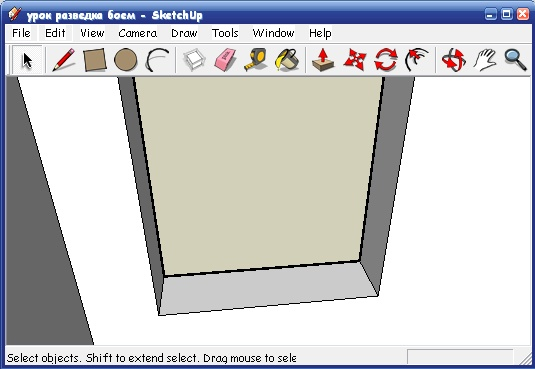 урок разведка боем - SketchUp
File Edit View Camera Draw Tools Window Help
Select objects. Shift to extend select. Drag mouse to sele